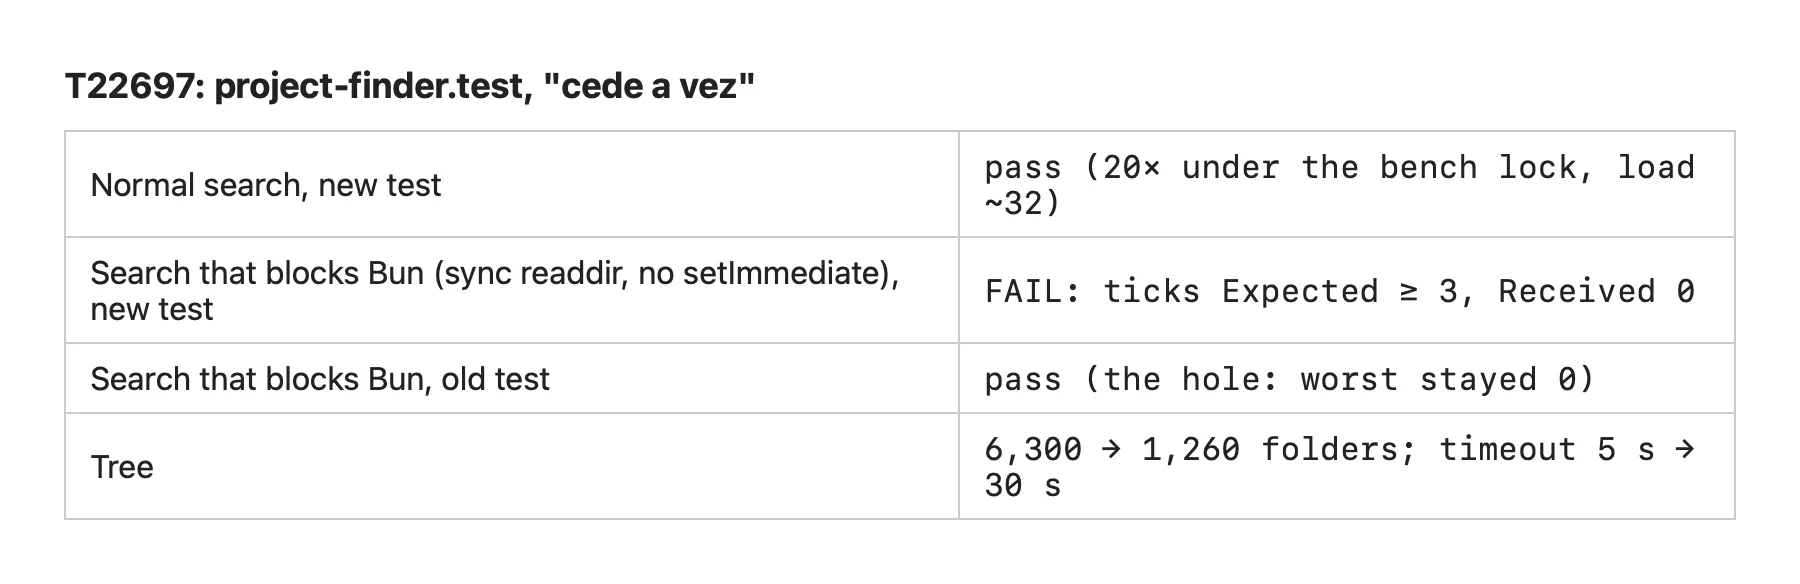 T22697: project-finder.test, "cede a vez"
Normal search, new test
pass (20× under the bench lock, load
~32)
Search that blocks Bun (sync readdir, no setImmediate),
new test
FAIL: ticks Expected ≥ 3, Received 0
Search that blocks Bun, old test
pass (the hole: worst stayed 0)
Tree
6,300 → 1,260 folders; timeout 5 s →
30 s